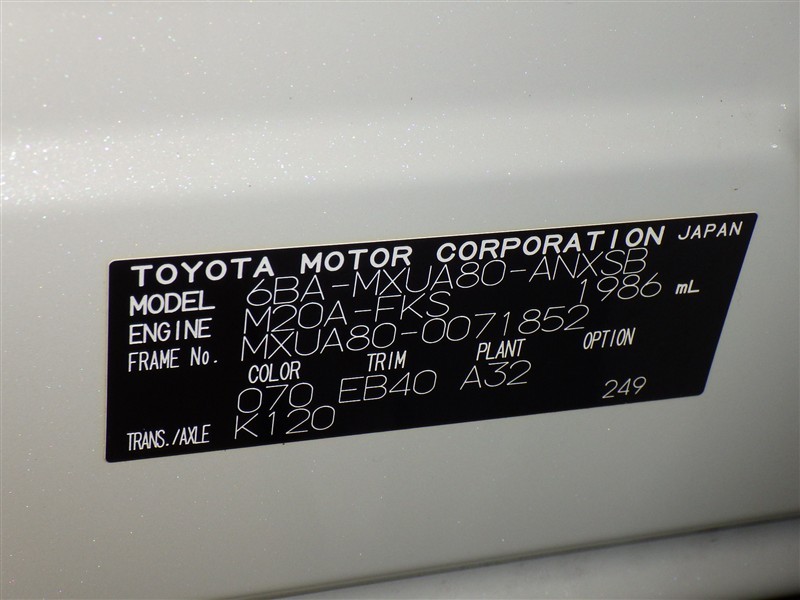 TOYOTA MOTOR CORPORATION JAPAN
MODEL 6BA-MXUA80-ANXSB
ENGINE M20A-FKS 1986 mL
FRAME No. MXUA80-0071852
COLOR TRIM PLANT OPTION
070 EB40 A32 249
TRANS./AXLE K120